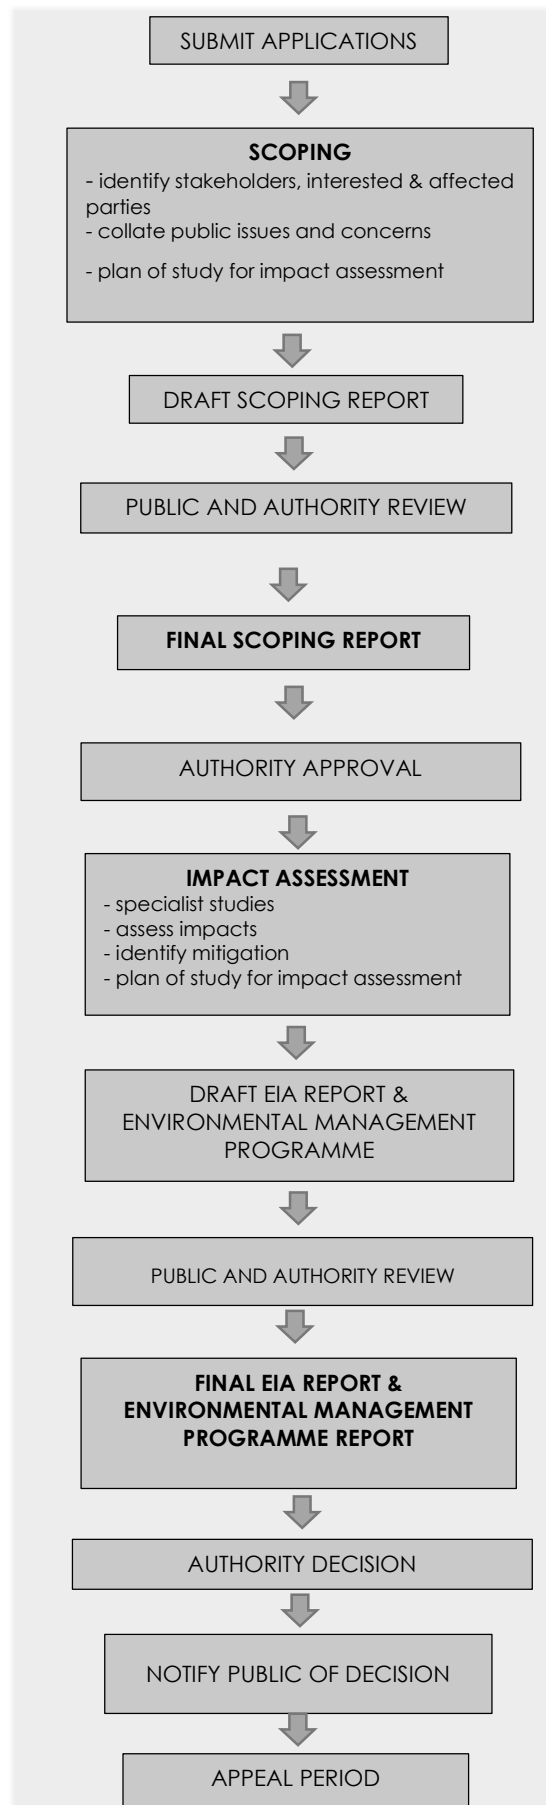 SUBMIT APPLICATIONS
SCOPING
- identify stakeholders, interested & affected
parties
- collate public issues and concerns
- plan of study for impact assessment
DRAFT SCOPING REPORT
PUBLIC AND AUTHORITY REVIEW
FINAL SCOPING REPORT
AUTHORITY APPROVAL
IMPACT ASSESSMENT
- specialist studies
- assess impacts
- identify mitigation
- plan of study for impact assessment
DRAFT EIA REPORT &
ENVIRONMENTAL MANAGEMENT
PROGRAMME
PUBLIC AND AUTHORITY REVIEW
FINAL EIA REPORT &
ENVIRONMENTAL MANAGEMENT
PROGRAMME REPORT
AUTHORITY DECISION
NOTIFY PUBLIC OF DECISION
APPEAL PERIOD